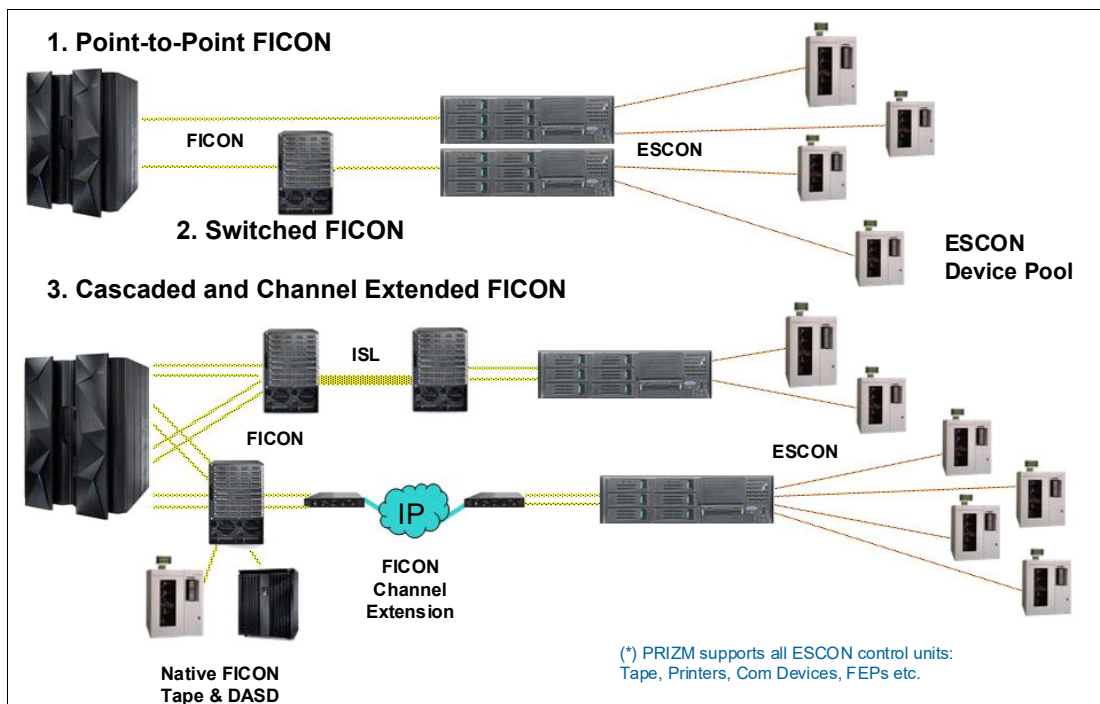 1. Point-to-Point FICON
FICON
ESCON
2. Switched FICON
ESCON
Device Pool
3. Cascaded and Channel Extended FICON
ISL
FICON
ESCON
IP
FICON
Channel
Extension
Native FICON
Tape & DASD
(*) PRIZM supports all ESCON control units:
Tape, Printers, Com Devices, FEPs etc.